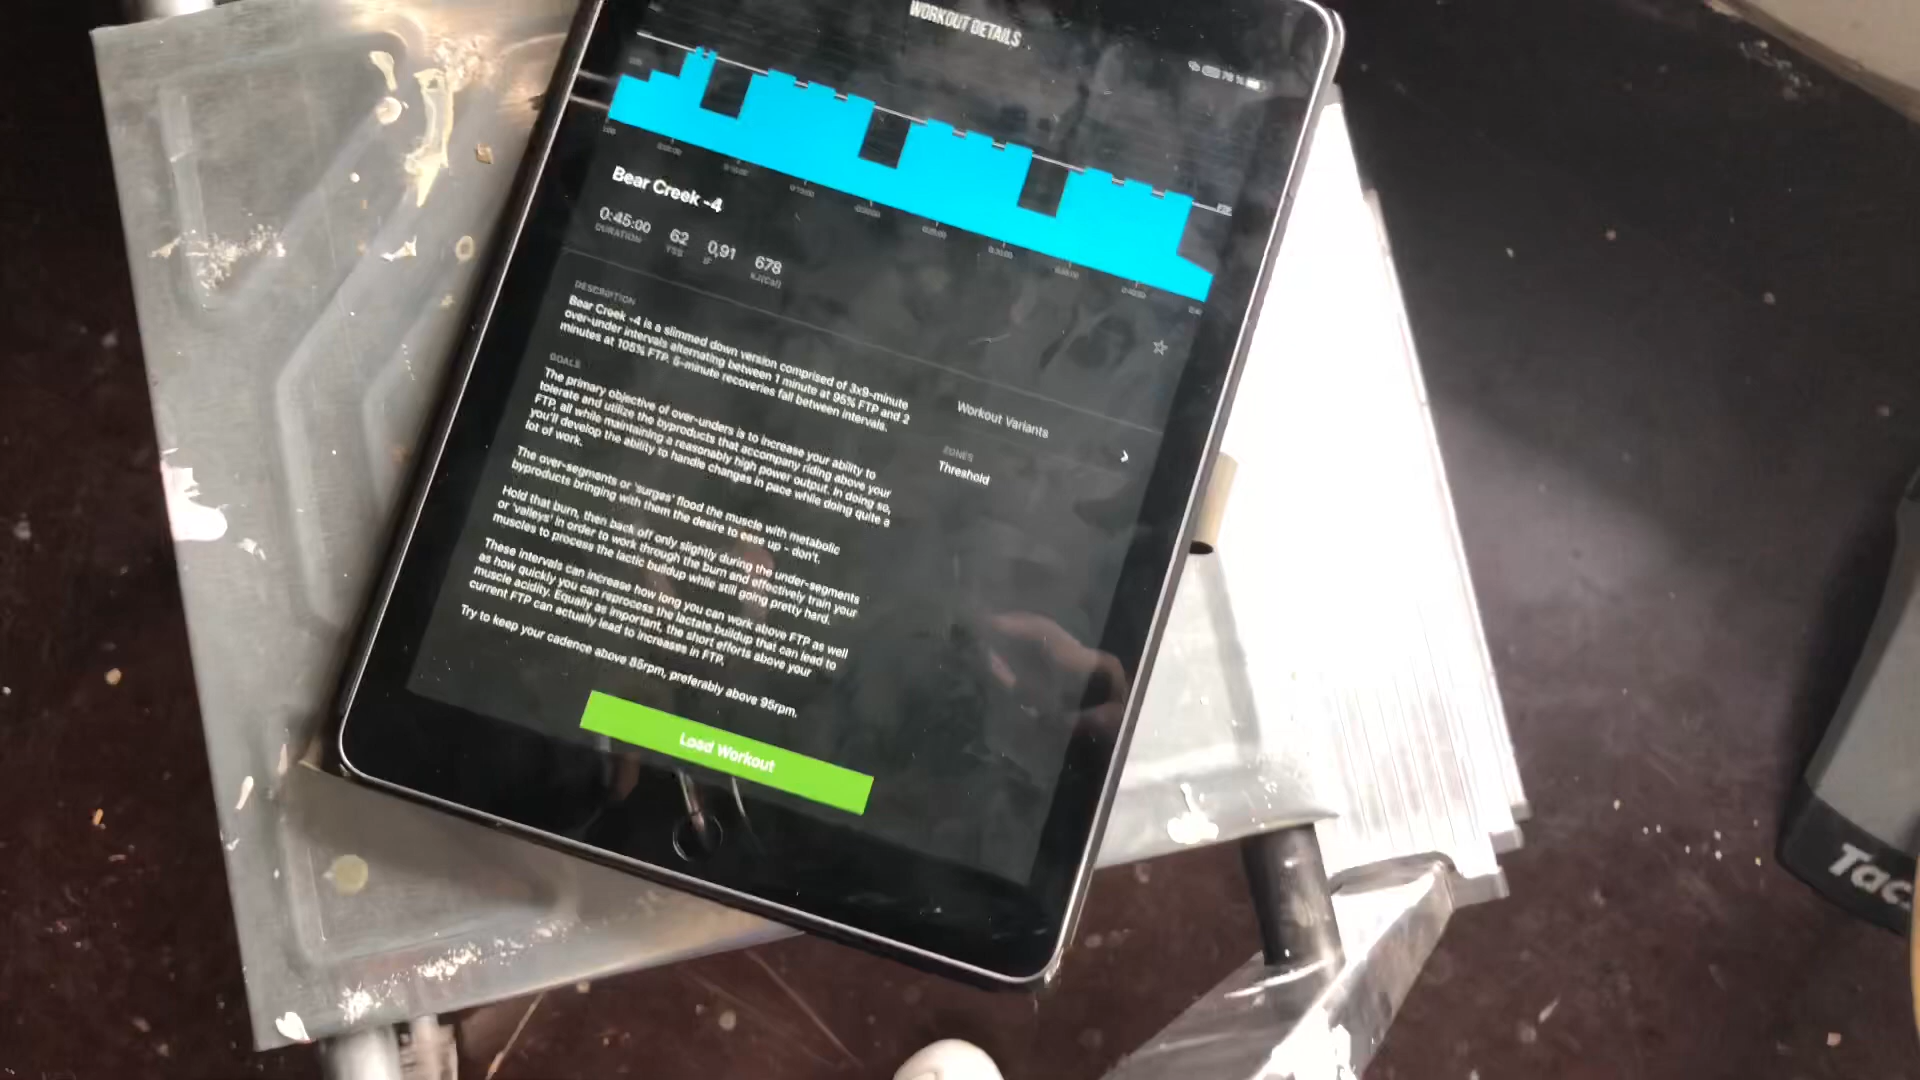 WORKOUT DETAILS
78 %
FTP
Bear Creek -4
0:45:00 62 0,91 678
DURATION TSS IF kJ(Cal)
DESCRIPTION
Bear Creek -4 is a slimmed down version comprised of 3x9-minute
over-under intervals alternating between 1 minute at 95% FTP and 2
minutes at 105% FTP. 5-minute recoveries fall between intervals.
GOALS
The primary objective of over-unders is to increase your ability to
tolerate and utilize the byproducts that accompany riding above your
FTP, all while maintaining a reasonably high power output. In doing so,
you'll develop the ability to handle changes in pace while doing quite a
lot of work.
The over-segments or 'surges' flood the muscle with metabolic
byproducts bringing with them the desire to ease up - don't.
Hold that burn, then back off only slightly during the under-segments
or 'valleys' in order to work through the burn and effectively train your
muscles to process the lactic buildup while still going pretty hard.
These intervals can increase how long you can work above FTP as well
as how quickly you can reprocess the lactate buildup that can lead to
muscle acidity. Equally as important, the short efforts above your
current FTP can actually lead to increases in FTP.
Try to keep your cadence above 85rpm, preferably above 95rpm.
Workout Variants
ZONES
Threshold
Load Workout
Tac